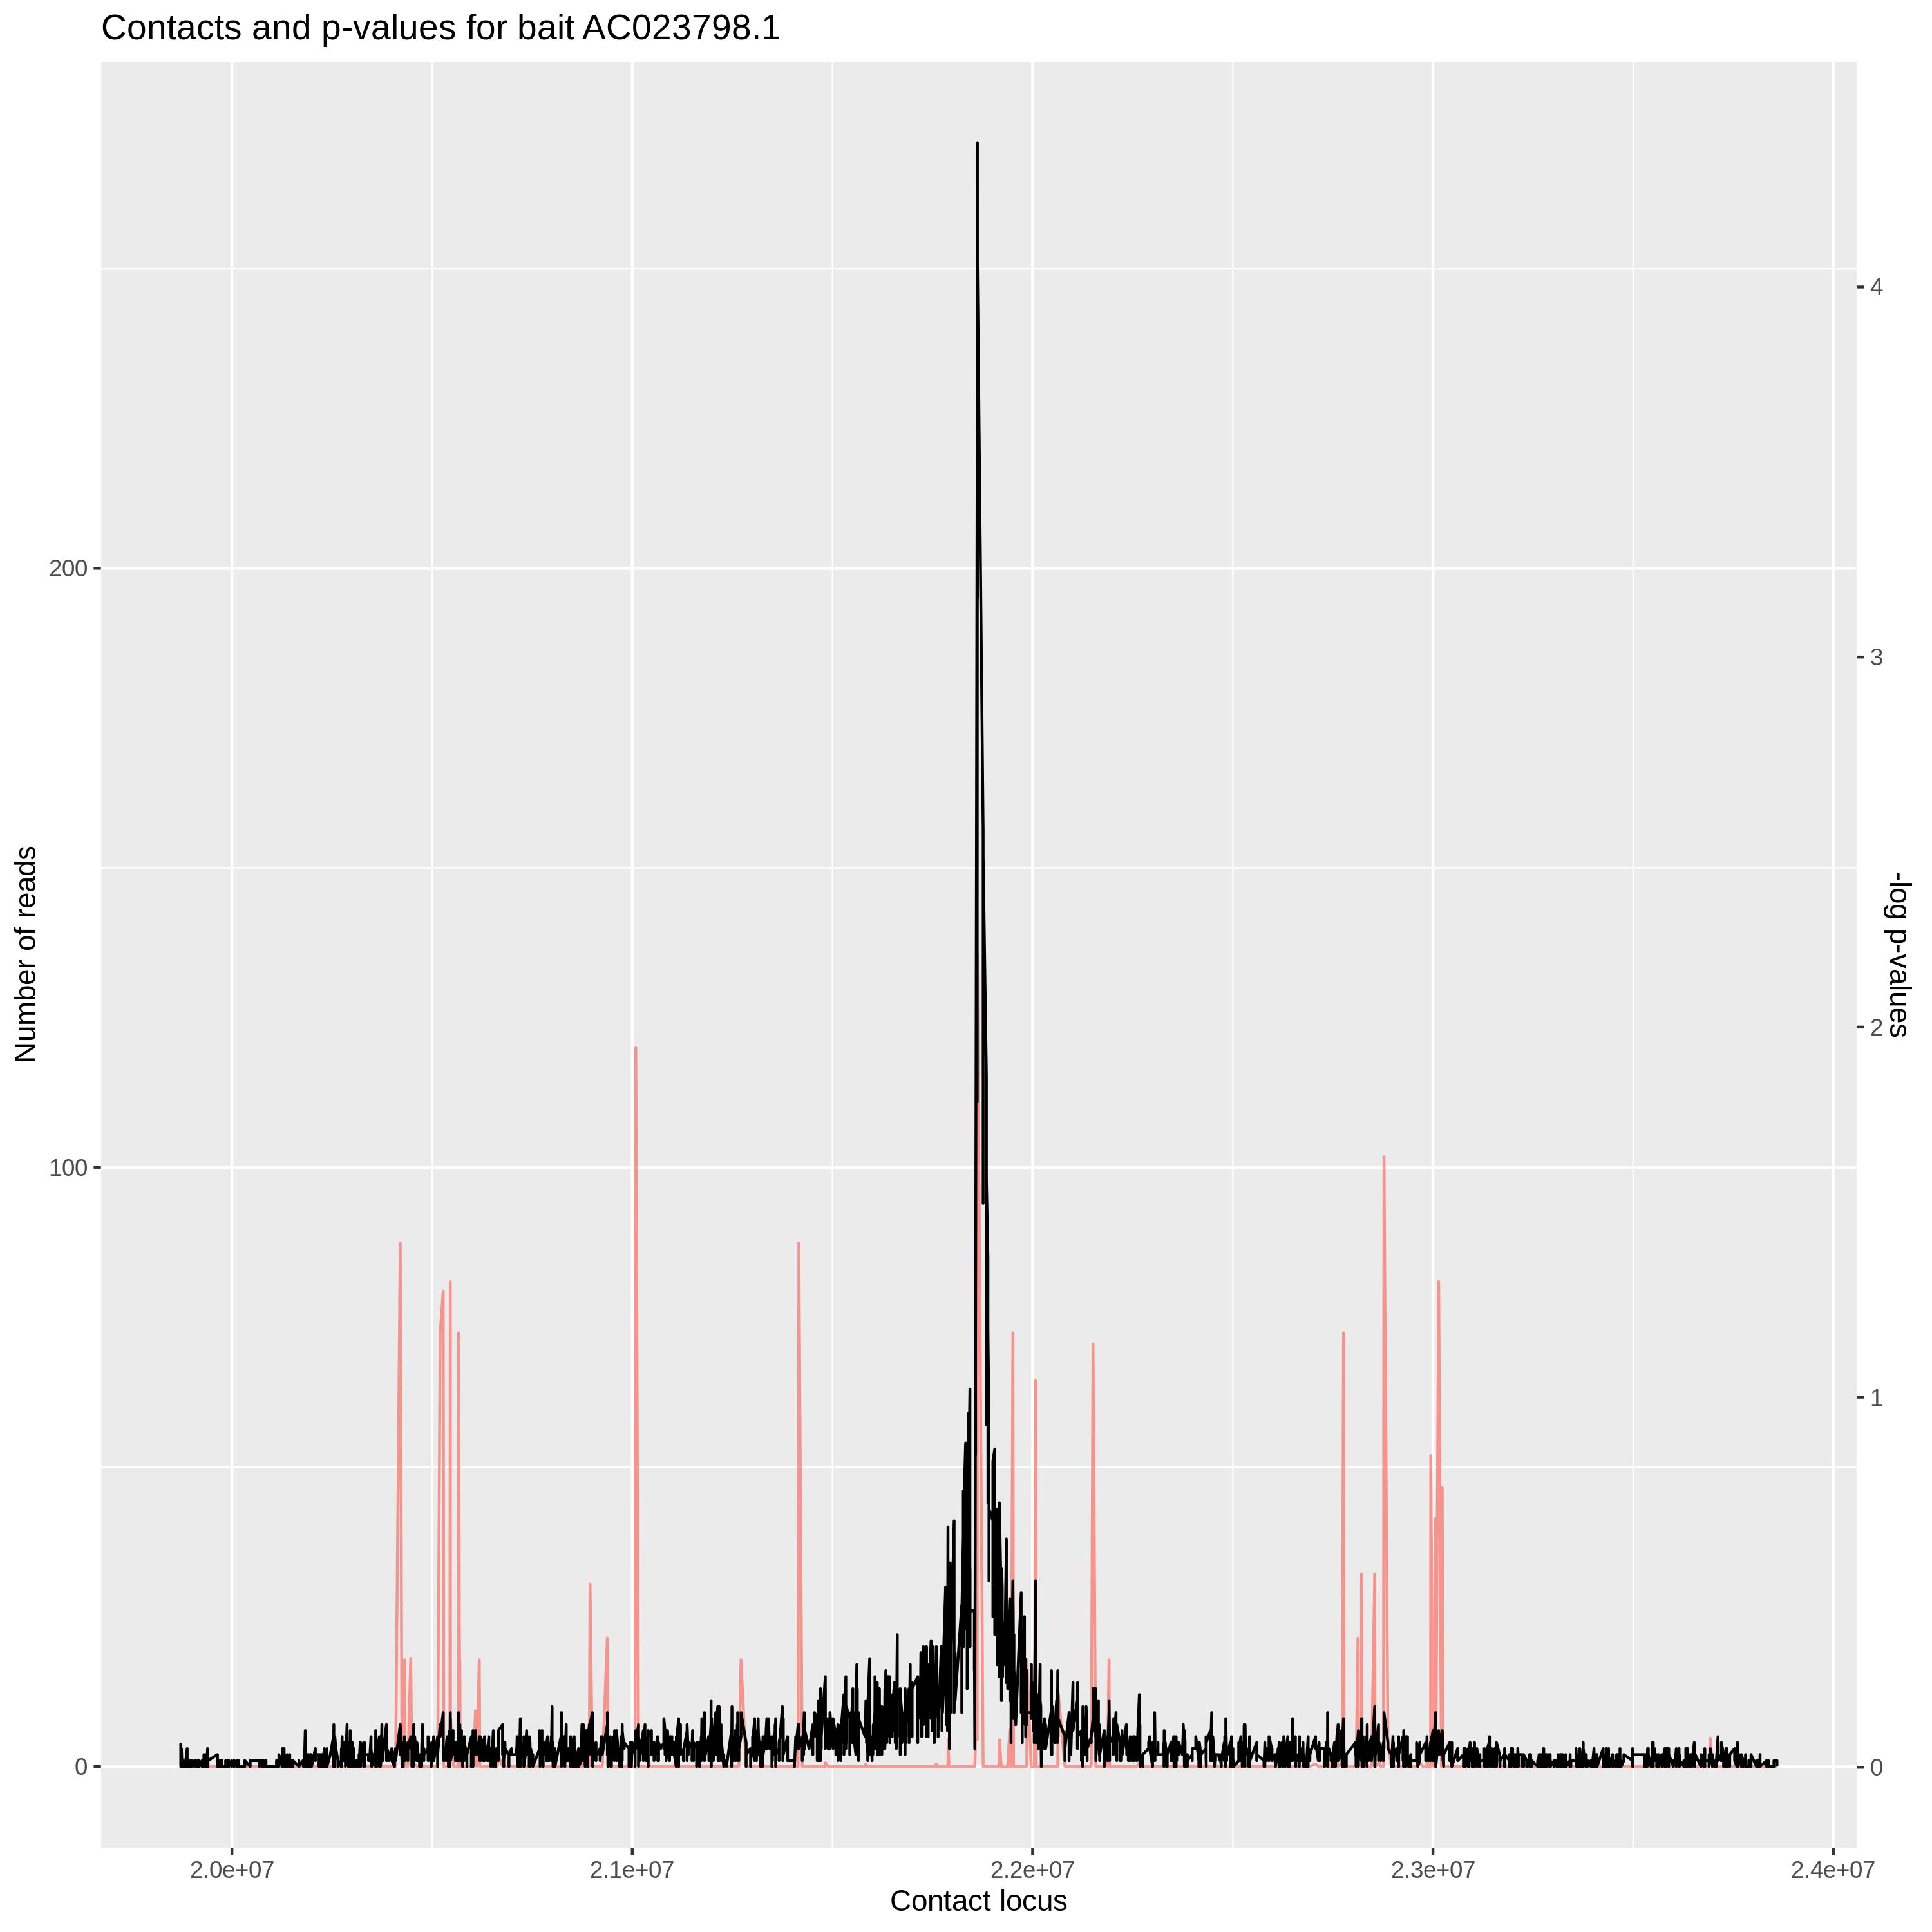 Contacts and p-values for bait AC023798.1
Number of reads
200
100
0
4
3
2
1
0
-log p-values
2.0e+07 2.1e+07 2.2e+07 2.3e+07 2.4e+07
Contact locus